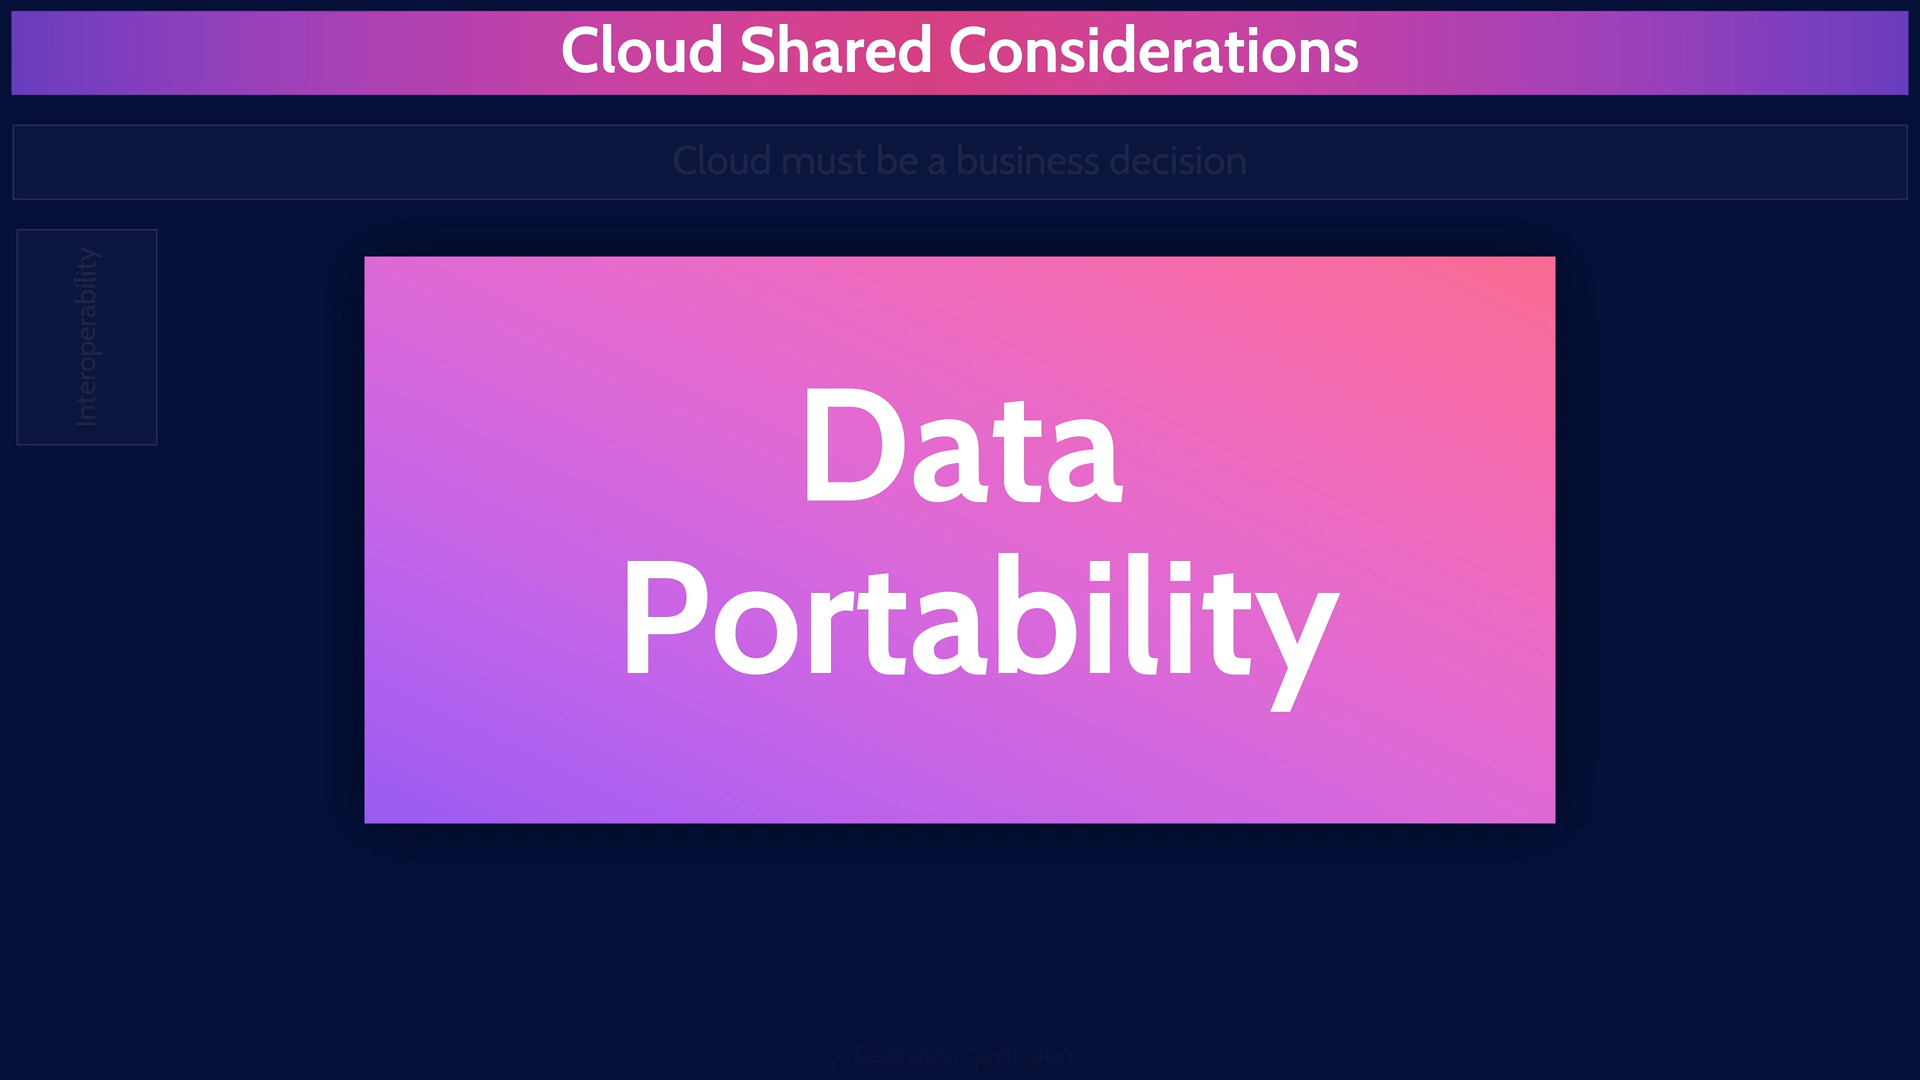 Cloud Shared Considerations
Cloud must be a business decision
Interoperability
Data
Portability
© Destination Certification